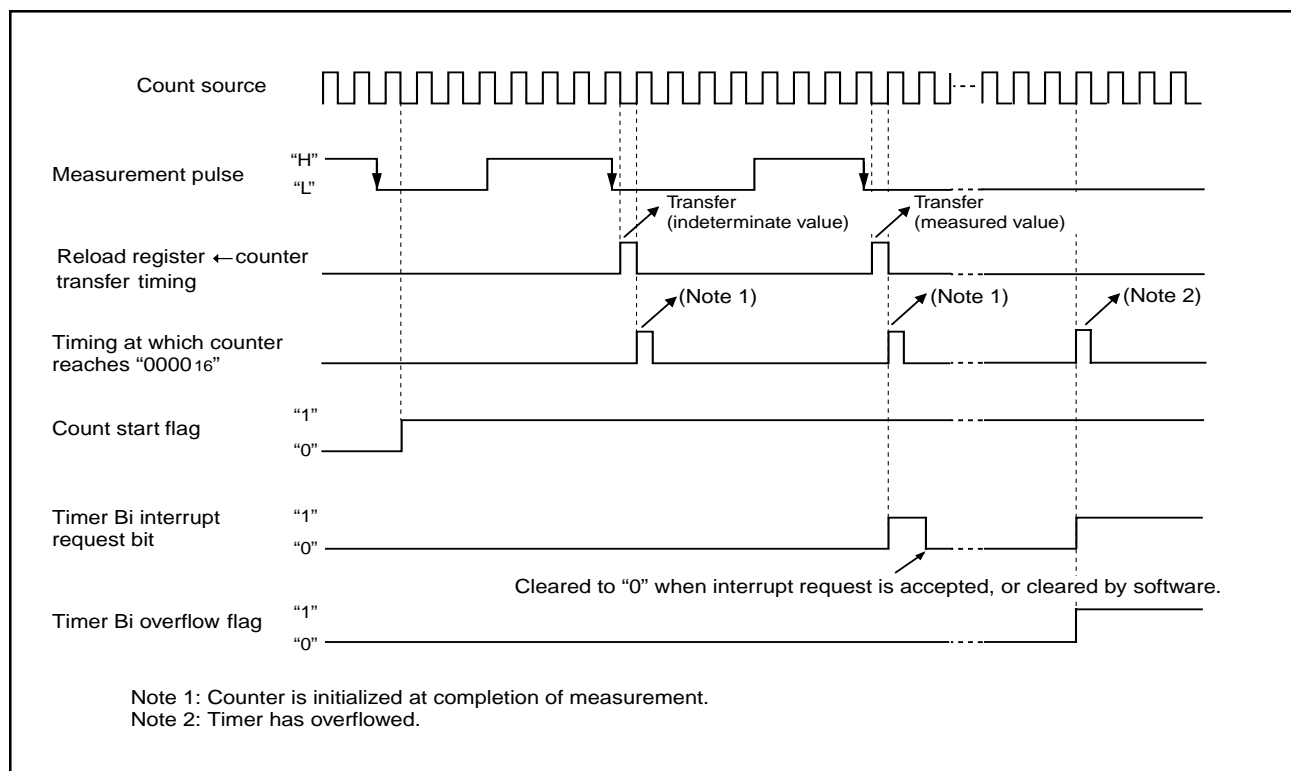 Count source
Measurement pulse
“H”
“L”
Transfer
(indeterminate value)
Transfer
(measured value)
Reload register ←counter
transfer timing
(Note 1)
(Note 1)
(Note 2)
Timing at which counter
reaches “000016”
Count start flag
“1”
“0”
Timer Bi interrupt
request bit
“1”
“0”
Cleared to “0” when interrupt request is accepted, or cleared by software.
Timer Bi overflow flag
“1”
“0”
Note 1: Counter is initialized at completion of measurement.
Note 2: Timer has overflowed.